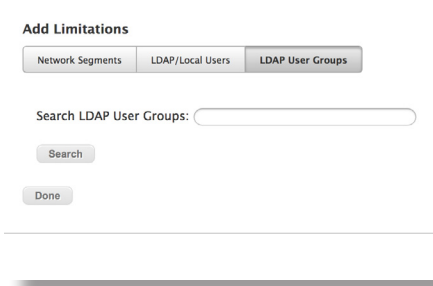 Add Limitations
Network Segments LDAP/Local Users LDAP User Groups
Search LDAP User Groups:
Search
Done